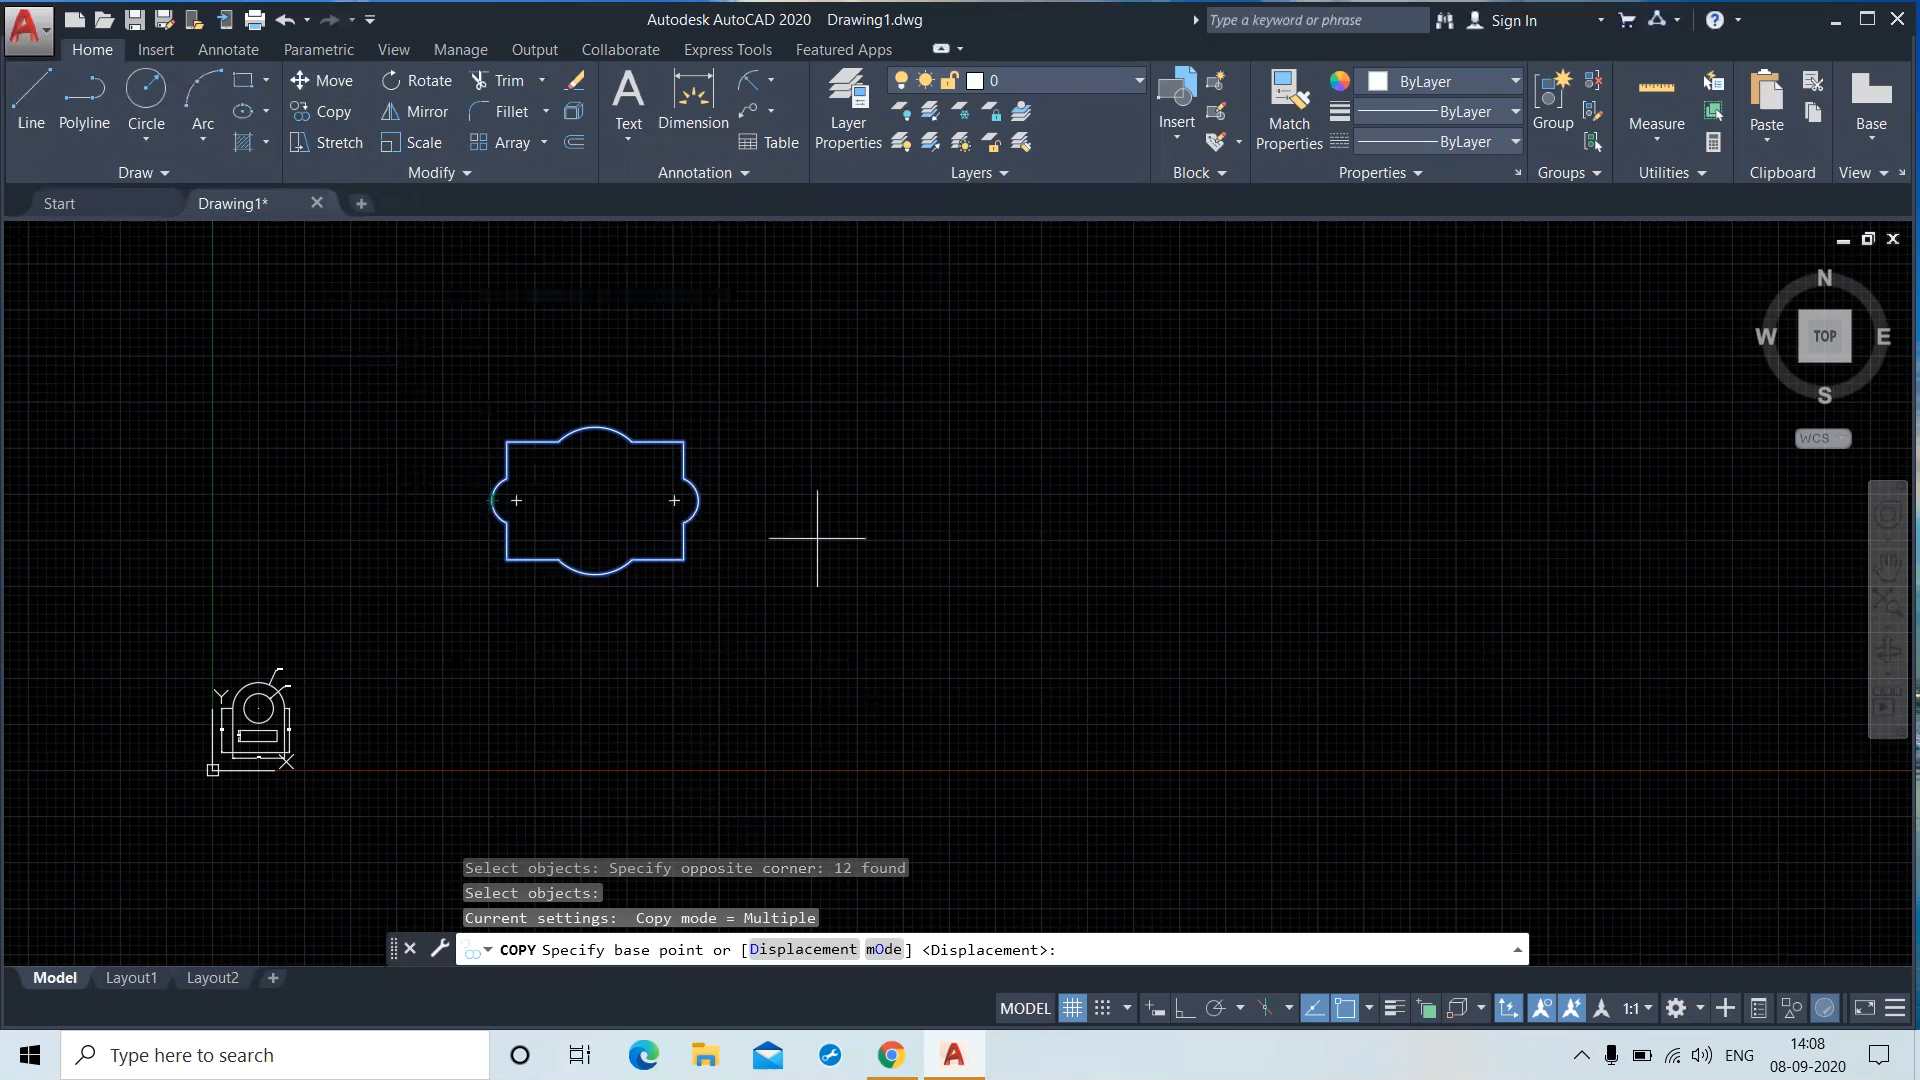 Autodesk AutoCAD 2020 Drawing1.dwg
Type a keyword or phrase
Sign In
Home Insert Annotate Parametric View Manage Output Collaborate Express Tools Featured Apps
Line Polyline Circle Arc
Move Rotate Trim
Copy Mirror Fillet
Stretch Scale Array
Text Dimension Table
Layer Properties
0
Insert
Match Properties
ByLayer
ByLayer
ByLayer
Group
Measure
Paste
Base
Draw Modify Annotation Layers Block Properties Groups Utilities Clipboard View
Start Drawing1*
N
W TOP E
S
WCS
Y
X
Select objects: Specify opposite corner: 12 found
Select objects:
Current settings: Copy mode = Multiple
COPY Specify base point or [Displacement mOde] <Displacement>:
Model Layout1 Layout2
MODEL 1:1
Type here to search
ENG
14:08
08-09-2020